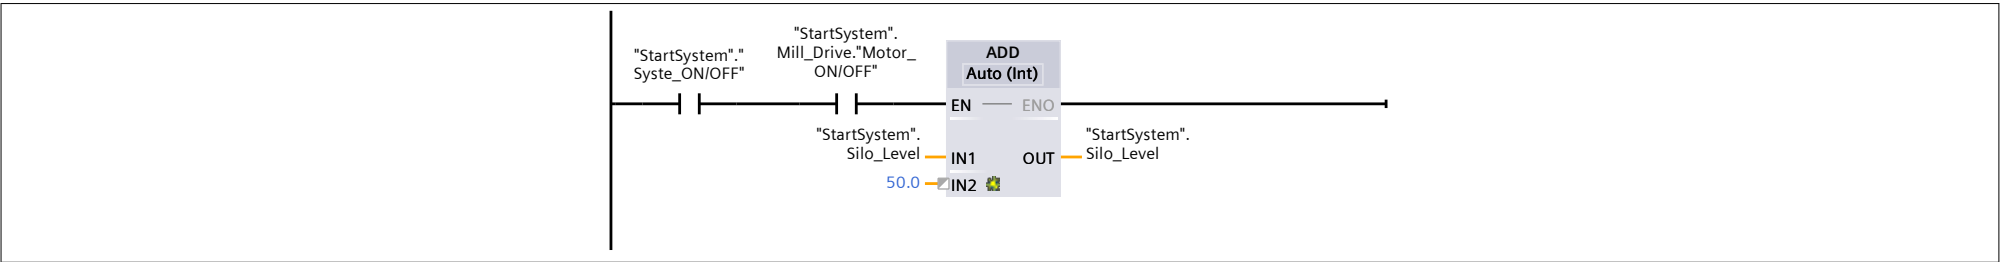 "StartSystem"."
Syste_ON/OFF"
"StartSystem".
Mill_Drive."Motor_
ON/OFF"
ADD
Auto (Int)
EN
ENO
"StartSystem".
Silo_Level
IN1
OUT
"StartSystem".
Silo_Level
50.0
IN2